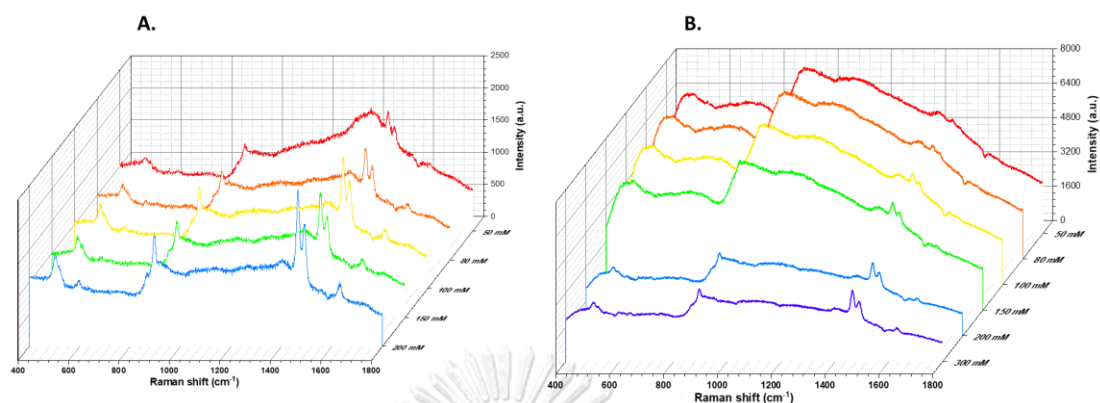 A.
2500
2000
1500
1000
500
0
Intensity (a.u.)
50 mM
80 mM
100 mM
150 mM
200 mM
400 600 800 1000 1200 1400 1600 1800
Raman shift (cm⁻¹)
B.
8000
6400
4800
3200
1600
0
Intensity (a.u.)
50 mM
80 mM
100 mM
150 mM
200 mM
300 mM
400 600 800 1000 1200 1400 1600 1800
Raman shift (cm⁻¹)